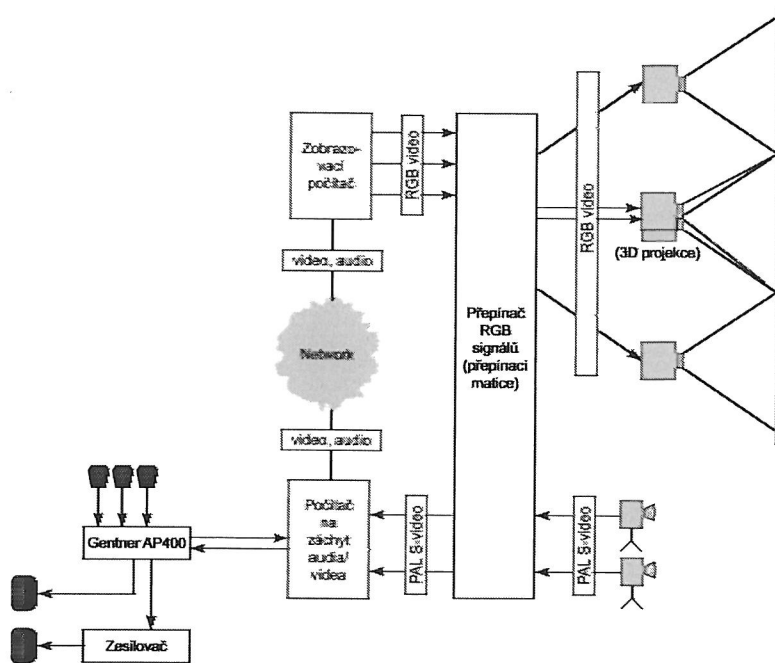 Zobrazo-
vací
počítač
RGB video
RGB video
(3D projekce)
video, audio
Network
Přepínač
RGB
signálů
(přepínací
matice)
video, audio
Počítač
na
záchyt
audia/
videa
PAL S-video
PAL S-video
Gentner AP400
Zesilovač